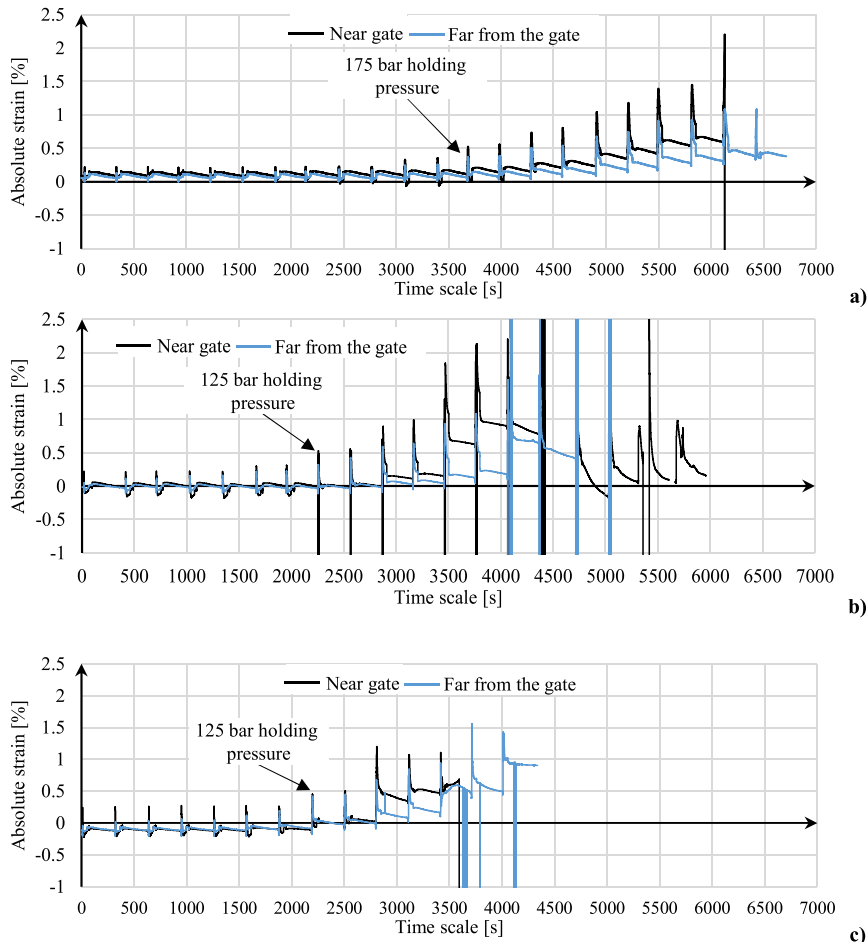 2.5
2
1.5
1
0.5
0
-0.5
-1
Absolute strain [%]
Near gate
Far from the gate
175 bar holding
pressure
0 500 1000 1500 2000 2500 3000 3500 4000 4500 5000 5500 6000 6500 7000
Time scale [s]
a)
2.5
2
1.5
1
0.5
0
-0.5
-1
Absolute strain [%]
Near gate
Far from the gate
125 bar holding
pressure
0 500 1000 1500 2000 2500 3000 3500 4000 4500 5000 5500 6000 6500 7000
Time scale [s]
b)
2.5
2
1.5
1
0.5
0
-0.5
-1
Absolute strain [%]
Near gate
Far from the gate
125 bar holding
pressure
0 500 1000 1500 2000 2500 3000 3500 4000 4500 5000 5500 6000 6500 7000
Time scale [s]
c)